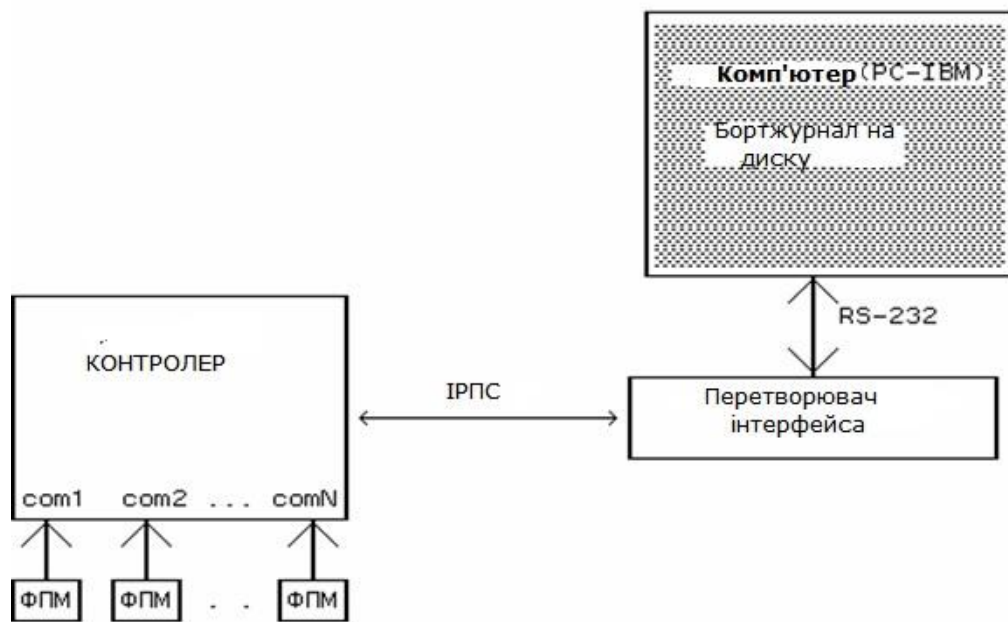 Комп'ютер(PC-IBM)
Бортжурнал на
диску
RS-232
КОНТРОЛЕР
ІРПС
Перетворювач
інтерфейса
com1 com2 ... comN
ФПМ ФПМ . . ФПМ